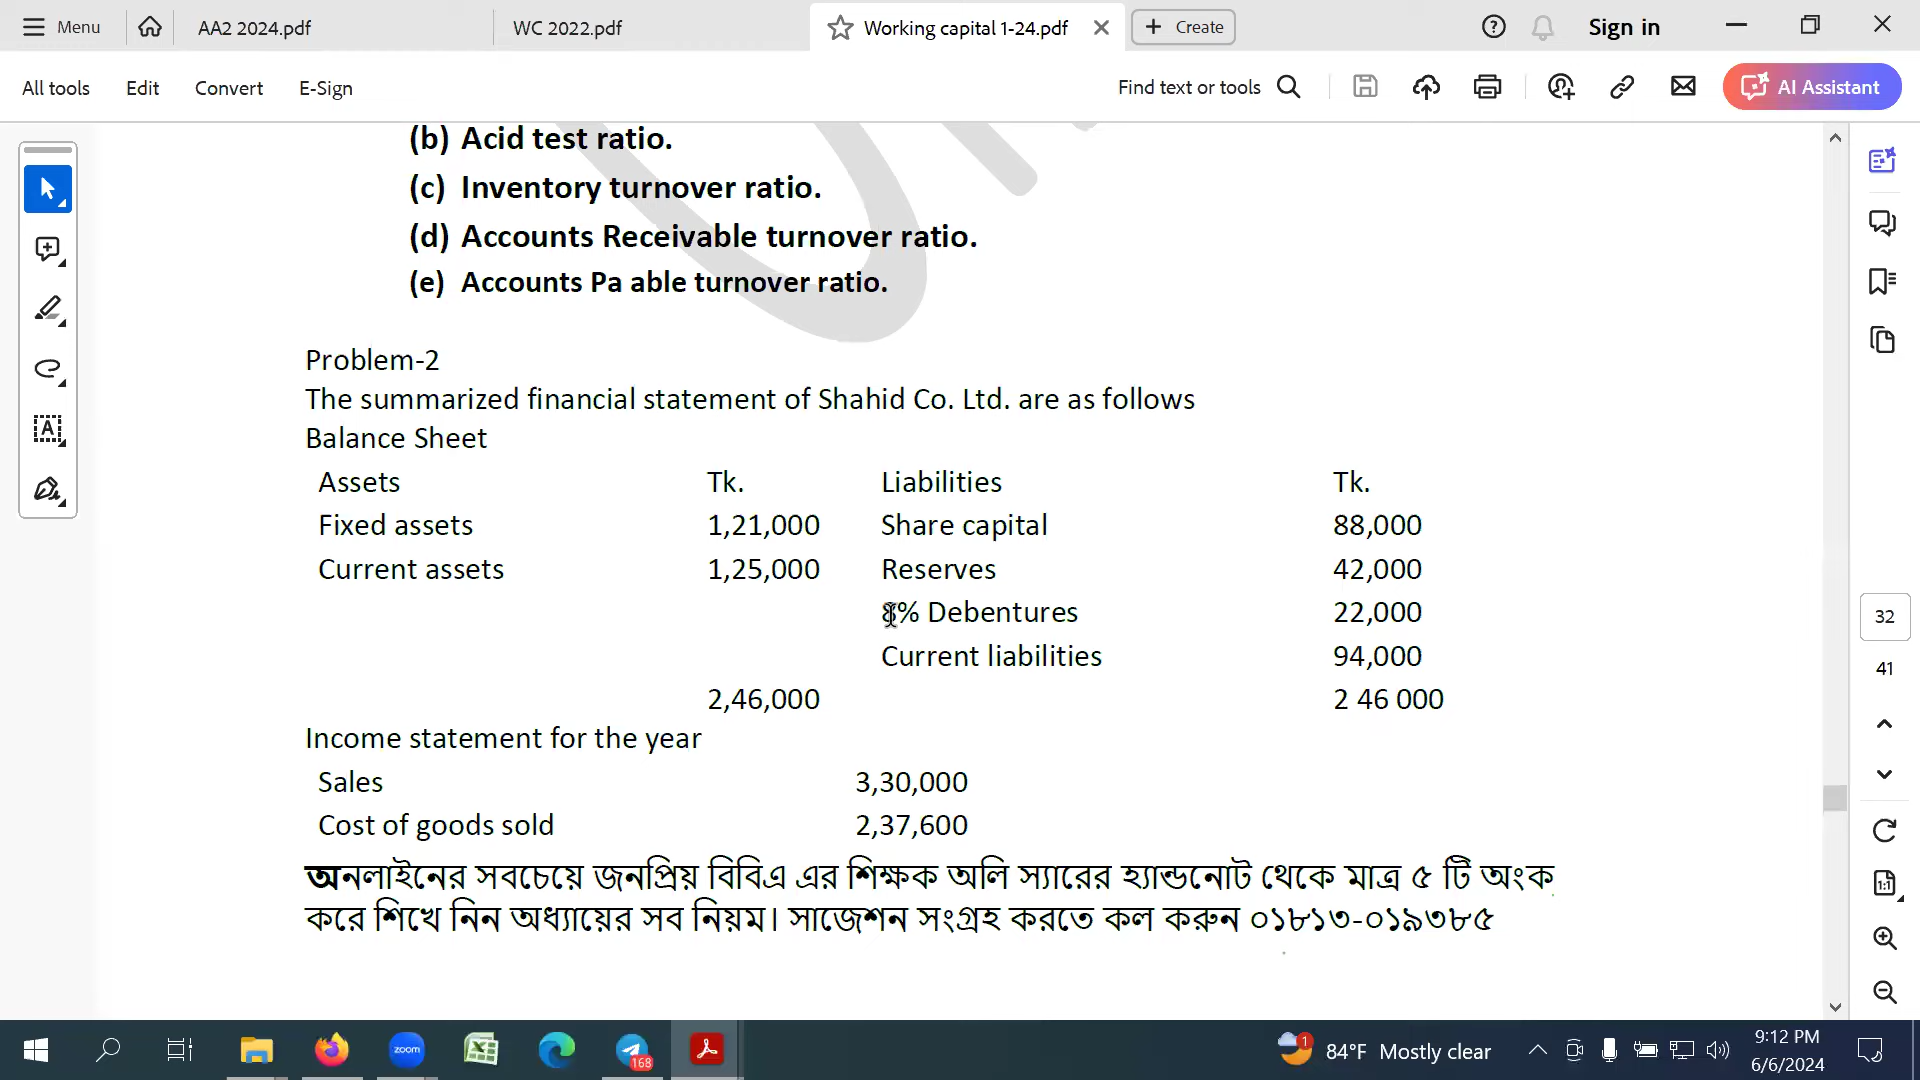 Menu
AA2 2024.pdf
WC 2022.pdf
Working capital 1-24.pdf
Create
Sign in
All tools
Edit
Convert
E-Sign
Find text or tools
AI Assistant
(b) Acid test ratio.
(c) Inventory turnover ratio.
(d) Accounts Receivable turnover ratio.
(e) Accounts Pa able turnover ratio.
Problem-2
The summarized financial statement of Shahid Co. Ltd. are as follows
Balance Sheet
Assets Tk. Liabilities Tk.
Fixed assets 1,21,000 Share capital 88,000
Current assets 1,25,000 Reserves 42,000
8% Debentures 22,000
Current liabilities 94,000
2,46,000 2 46 000
Income statement for the year
Sales 3,30,000
Cost of goods sold 2,37,600
অনলাইনের সবচেয়ে জনপ্রিয় বিবিএ এর শিক্ষক অলি স্যারের হ্যান্ডনোট থেকে মাত্র ৫ টি অংক
করে শিখে নিন অধ্যায়ের সব নিয়ম। সাজেশন সংগ্রহ করতে কল করুন ০১৮১৩-০১৯৩৮৫
32
41
1:1
zoom
168
1
84°F Mostly clear
9:12 PM
6/6/2024